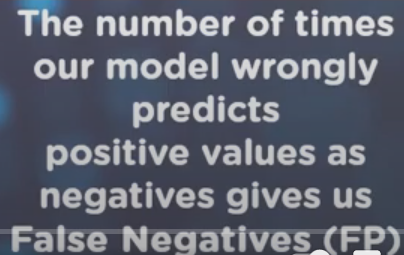 The number of times
our model wrongly
predicts
positive values as
negatives gives us
False Negatives (FP)